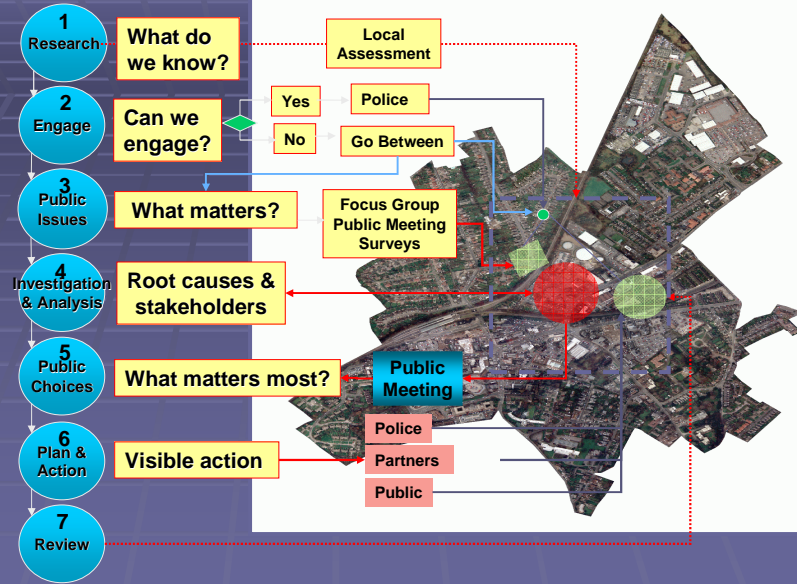 1
Research
What do
we know?
Local
Assessment
2
Engage
Can we
engage?
Yes
Police
No
Go Between
3
Public
Issues
What matters?
Focus Group
Public Meeting
Surveys
4
Investigation
& Analysis
Root causes &
stakeholders
5
Public
Choices
What matters most?
Public
Meeting
6
Plan &
Action
Visible action
Police
Partners
Public
7
Review